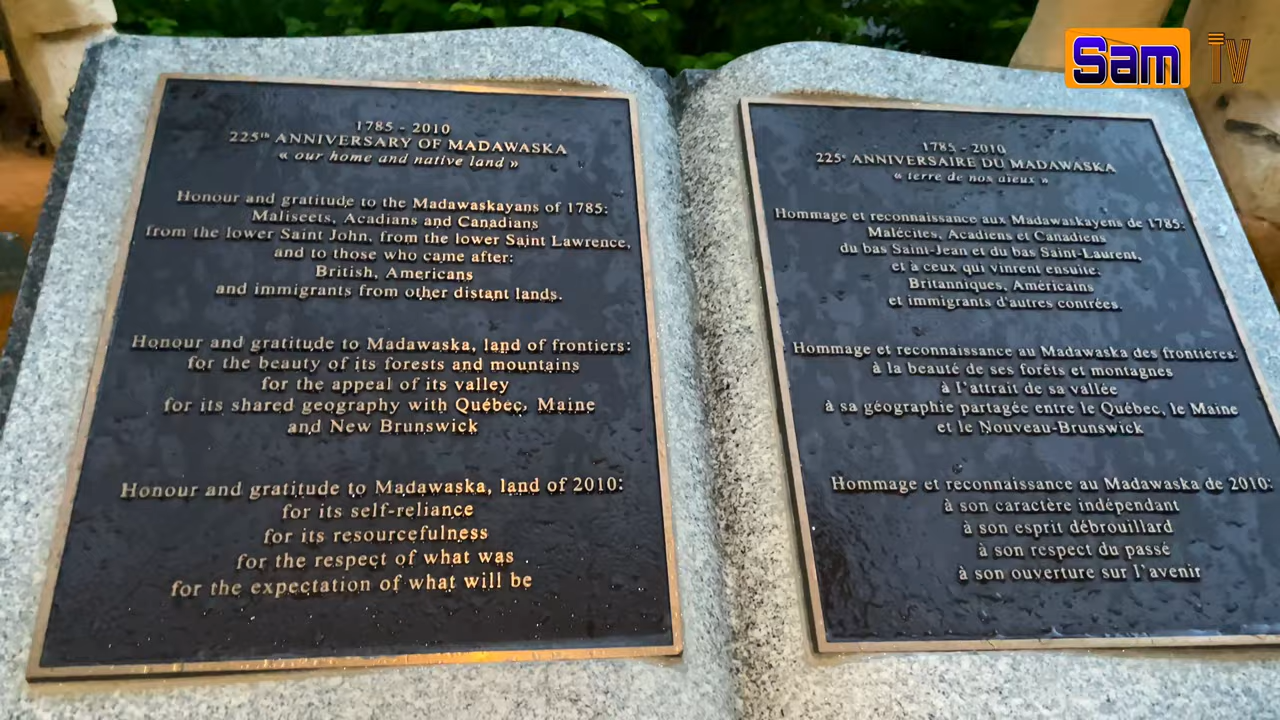 1785 - 2010
225th ANNIVERSARY OF MADAWASKA
« our home and native land »
Honour and gratitude to the Madawaskayans of 1785:
Maliseets, Acadians and Canadians
from the lower Saint John, from the lower Saint Lawrence,
and to those who came after:
British, Americans
and immigrants from other distant lands.
Honour and gratitude to Madawaska, land of frontiers:
for the beauty of its forests and mountains
for the appeal of its valley
for its shared geography with Québec, Maine
and New Brunswick
Honour and gratitude to Madawaska, land of 2010:
for its self-reliance
for its resourcefulness
for the respect of what was
for the expectation of what will be
1785 - 2010
225e ANNIVERSAIRE DU MADAWASKA
« terre de nos aïeux »
Hommage et reconnaissance aux Madawaskayens de 1785:
Malécites, Acadiens et Canadiens
du bas Saint-Jean et du bas Saint-Laurent,
et à ceux qui vinrent ensuite:
Britanniques, Américains
et immigrants d'autres contrées.
Hommage et reconnaissance au Madawaska des frontières:
à la beauté de ses forêts et montagnes
à l'attrait de sa vallée
à sa géographie partagée entre le Québec, le Maine
et le Nouveau-Brunswick
Hommage et reconnaissance au Madawaska de 2010:
à son caractère indépendant
à son esprit débrouillard
à son respect du passé
à son ouverture sur l'avenir
Sam TV